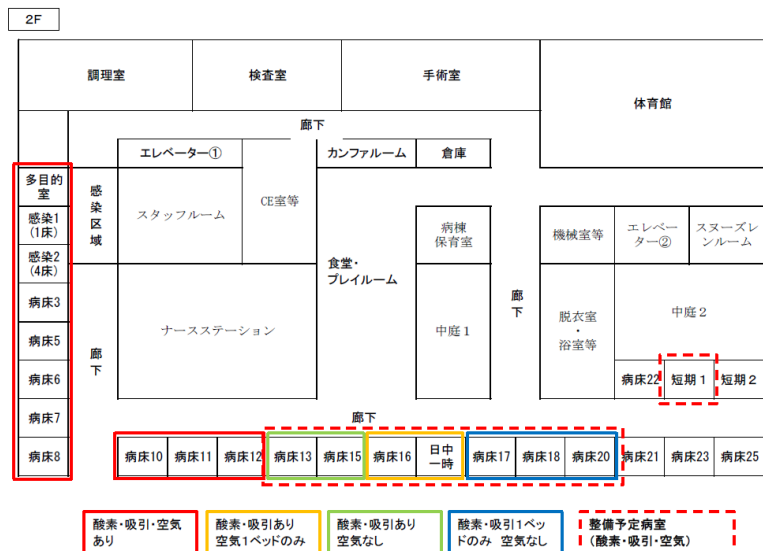 2F
調理室
検査室
手術室
体育館
廊下
エレベーター①
カンファルーム
倉庫
多目的
室
感染1
(1床)
感染2
(4床)
病床3
病床5
病床6
病床7
病床8
感
染
区
域
スタッフルーム
CE室等
食堂・
プレイルーム
病棟
保育室
機械室等
エレベ
ーター②
スヌーズレ
ンルーム
廊
下
ナースステーション
中庭1
廊
下
脱衣室
・
浴室等
中庭2
病床22
短期1
短期2
廊下
病床10
病床11
病床12
病床13
病床15
病床16
日中
一時
病床17
病床18
病床20
病床21
病床23
病床25
酸素・吸引・空気
あり
酸素・吸引あり
空気1ベッドのみ
酸素・吸引あり
空気なし
酸素・吸引1ベッ
ドのみ 空気なし
整備予定病室
(酸素・吸引・空気)